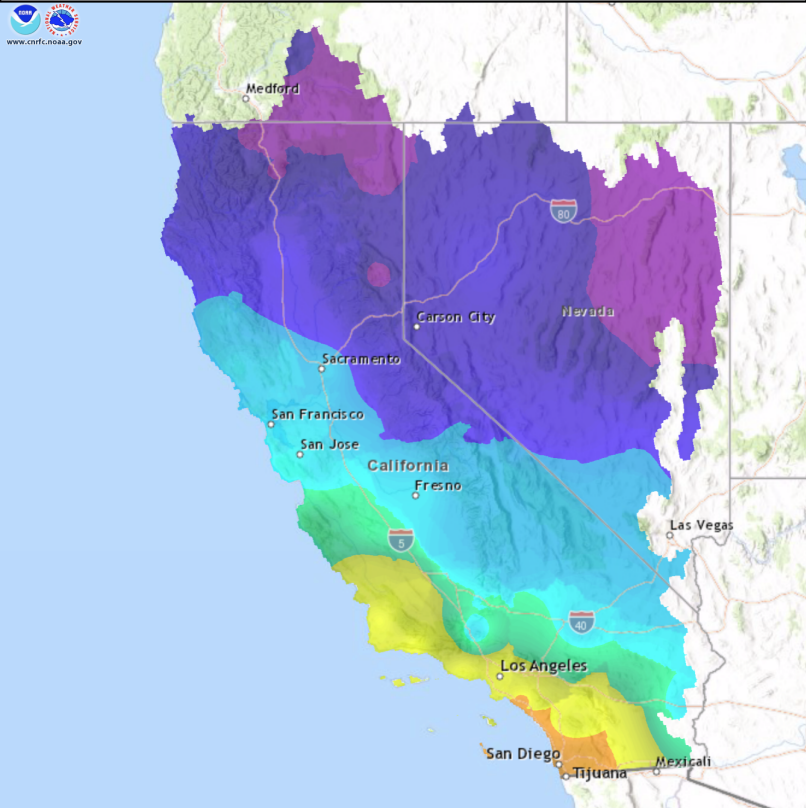 NOAA
www.cnrfc.noaa.gov
Medford
80
Nevada
Carson City
Sacramento
San Francisco
San Jose
California
Fresno
5
Las Vegas
40
Los Angeles
San Diego
Mexicali
Tijuana